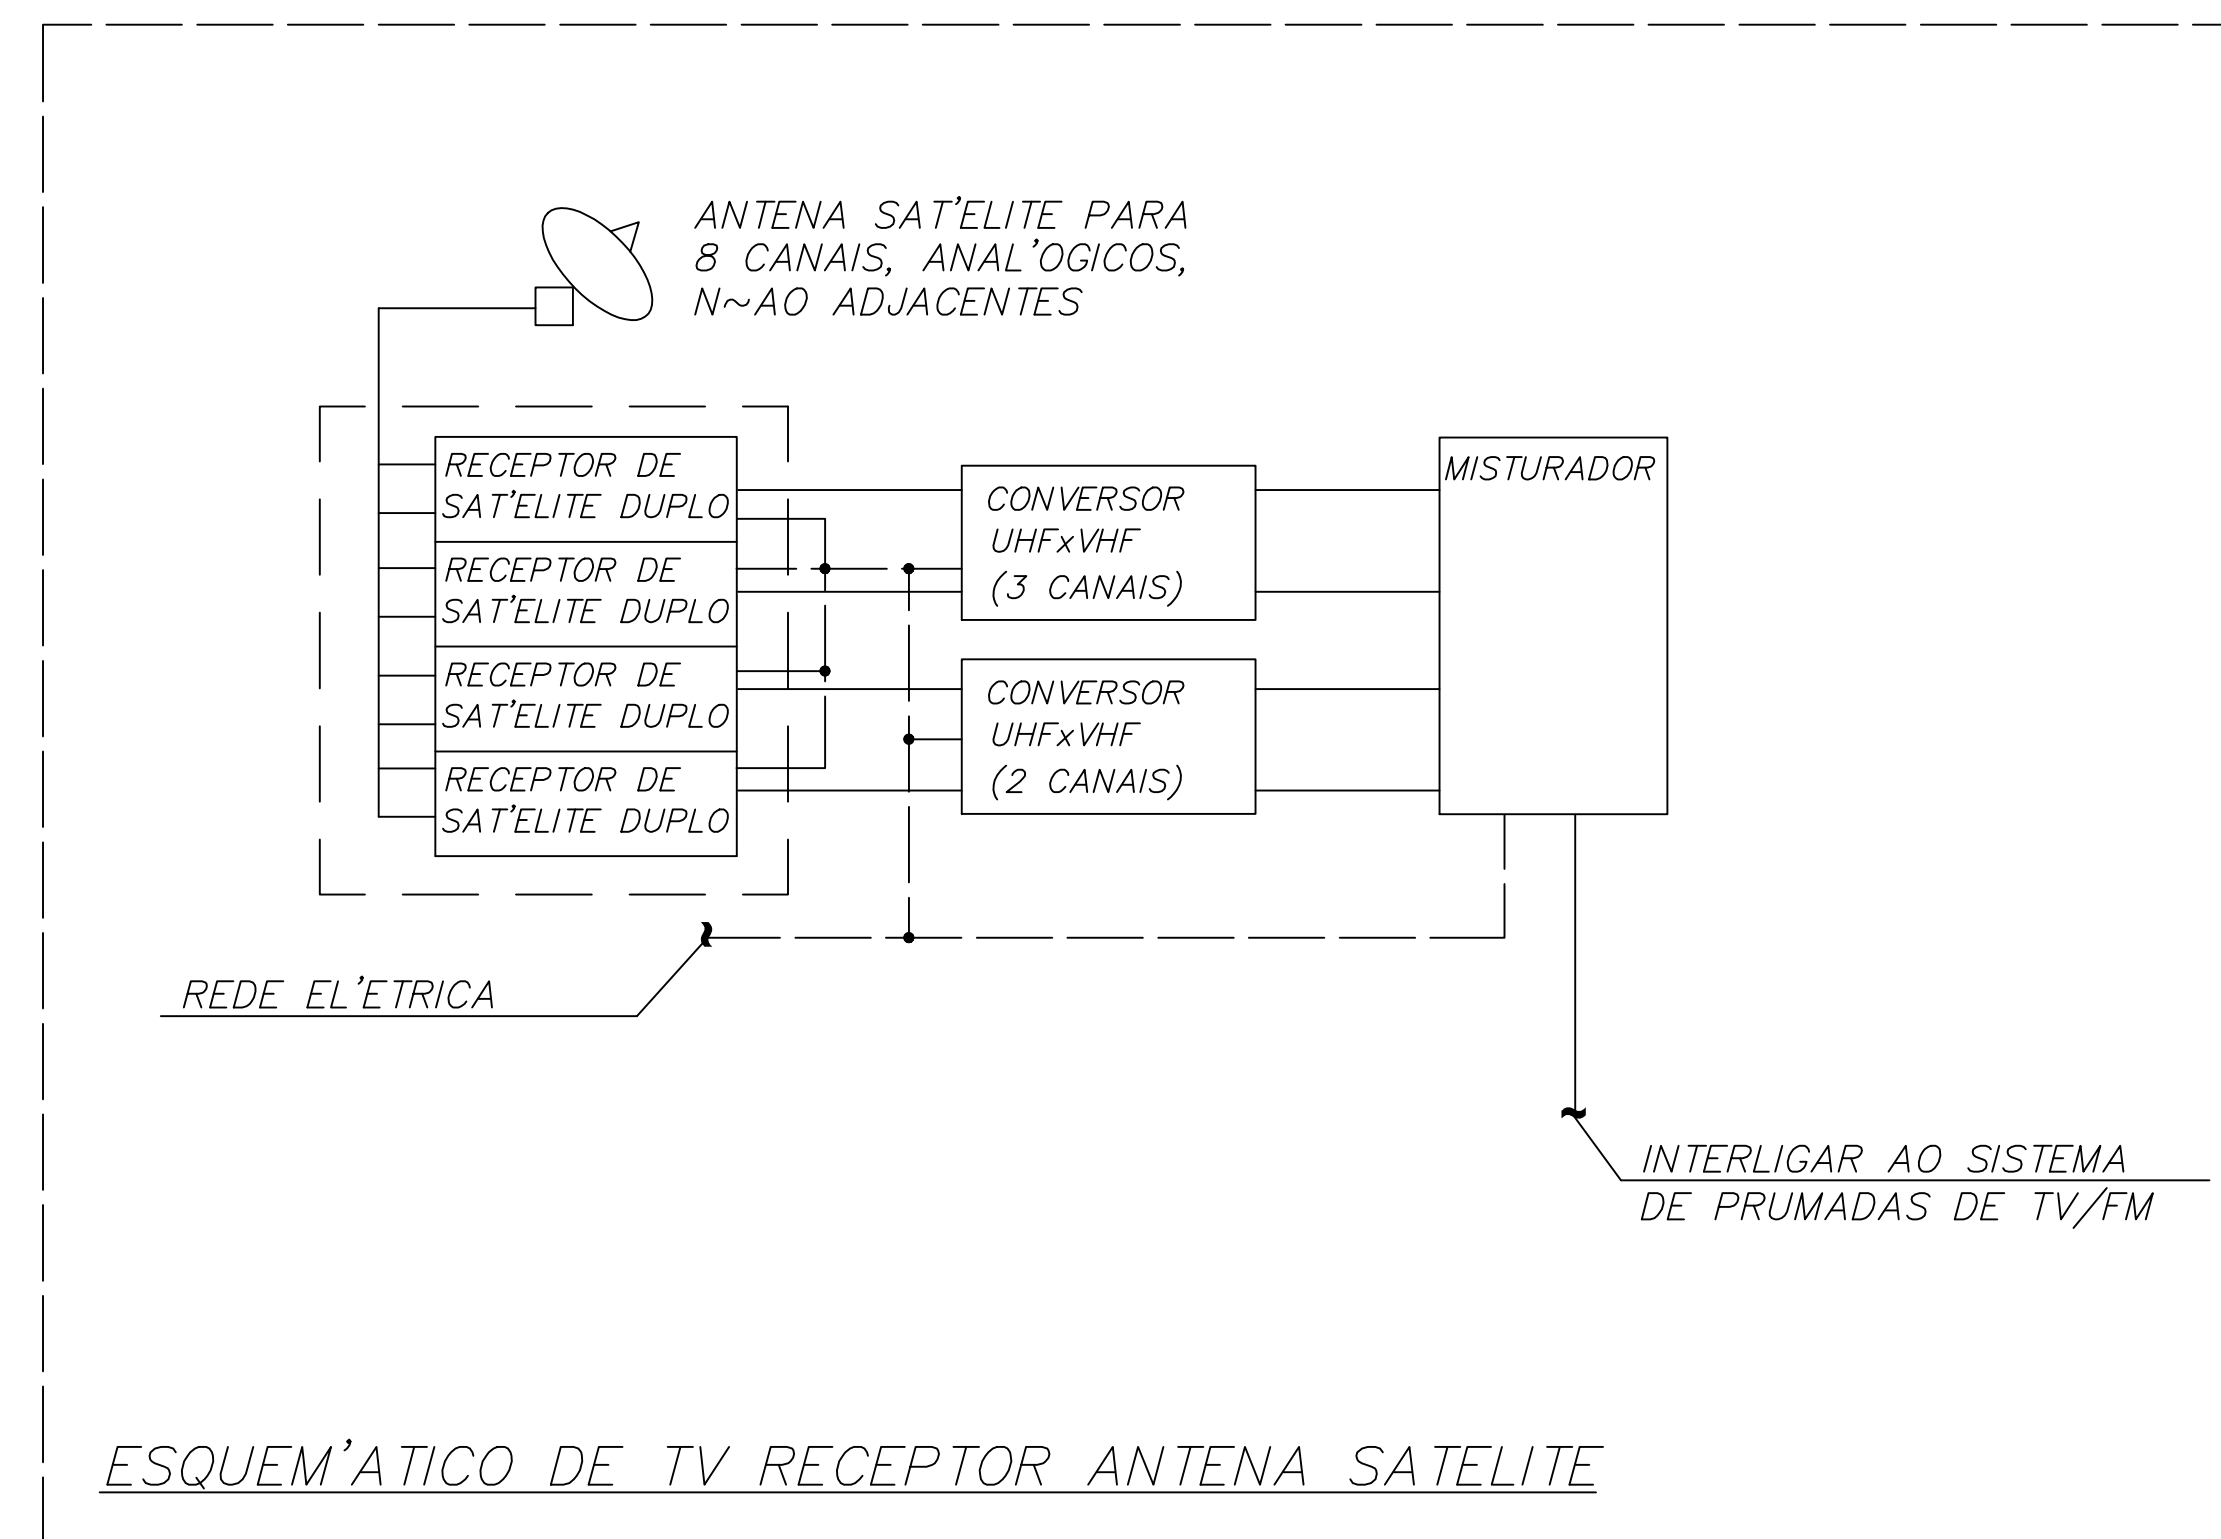 ANTENA SAT'ELITE PARA
8 CANAIS, ANAL'OGICOS,
N~AO ADJACENTES
RECEPTOR DE
SAT'ELITE DUPLO
RECEPTOR DE
SAT'ELITE DUPLO
RECEPTOR DE
SAT'ELITE DUPLO
RECEPTOR DE
SAT'ELITE DUPLO
CONVERSOR
UHFxVHF
(3 CANAIS)
CONVERSOR
UHFxVHF
(2 CANAIS)
MISTURADOR
REDE EL'ETRICA
INTERLIGAR AO SISTEMA
DE PRUMADAS DE TV/FM
ESQUEM'ATICO DE TV RECEPTOR ANTENA SATELITE